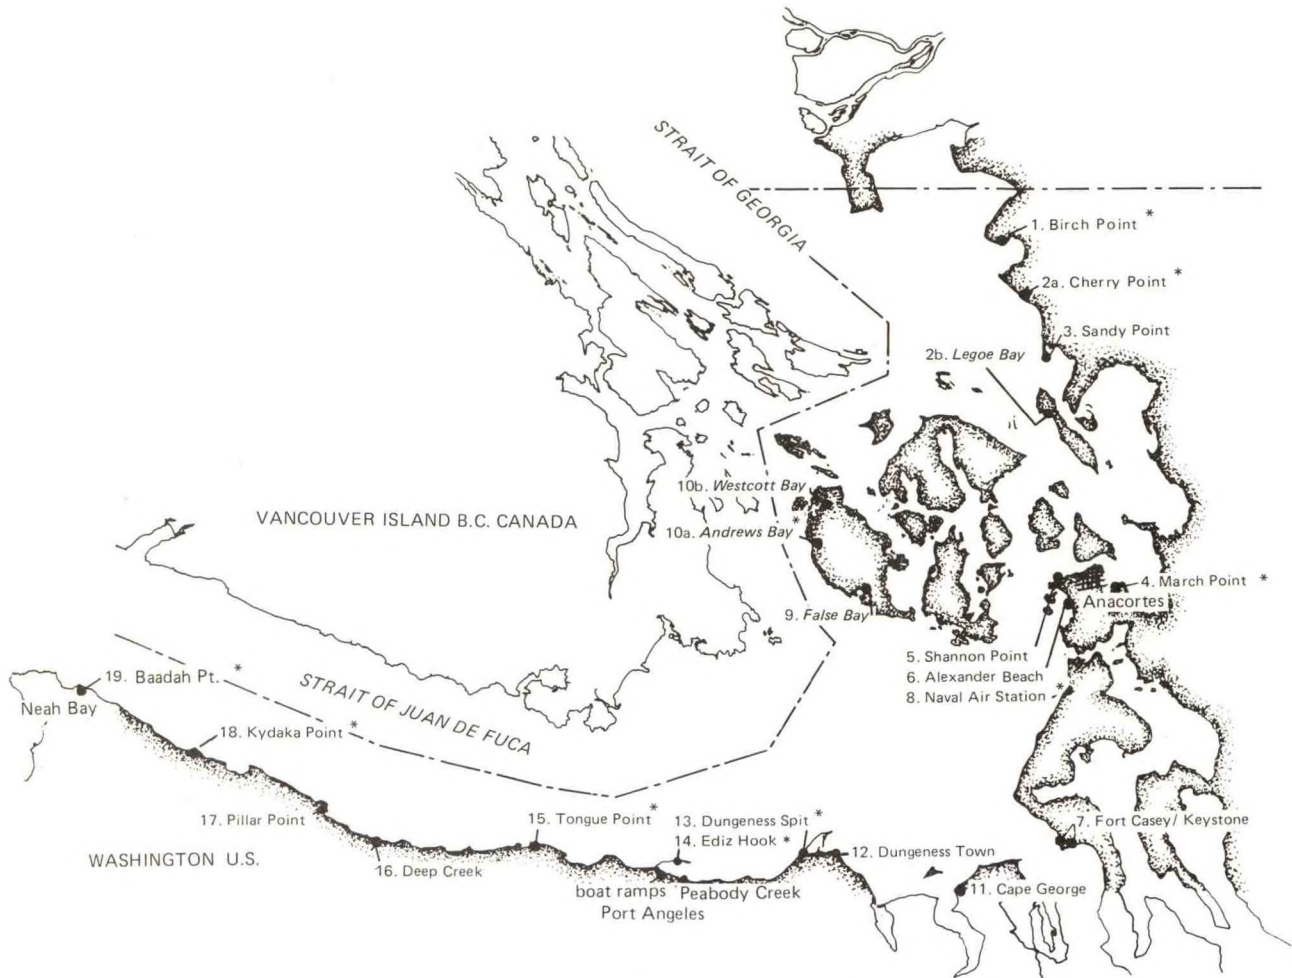 STRAIT OF GEORGIA
1. Birch Point *
2a. Cherry Point *
3. Sandy Point
2b. Legoe Bay
10b. Westcott Bay
VANCOUVER ISLAND B.C. CANADA
10a. Andrews Bay *
4. March Point *
Anacortes
9. False Bay
5. Shannon Point
6. Alexander Beach
8. Naval Air Station *
19. Baadah Pt. *
Neah Bay
STRAIT OF JUAN DE FUCA
18. Kydaka Point *
17. Pillar Point
15. Tongue Point *
13. Dungeness Spit *
14. Ediz Hook *
7. Fort Casey/ Keystone
12. Dungeness Town
WASHINGTON U.S.
16. Deep Creek
boat ramps
Peabody Creek
Port Angeles
11. Cape George